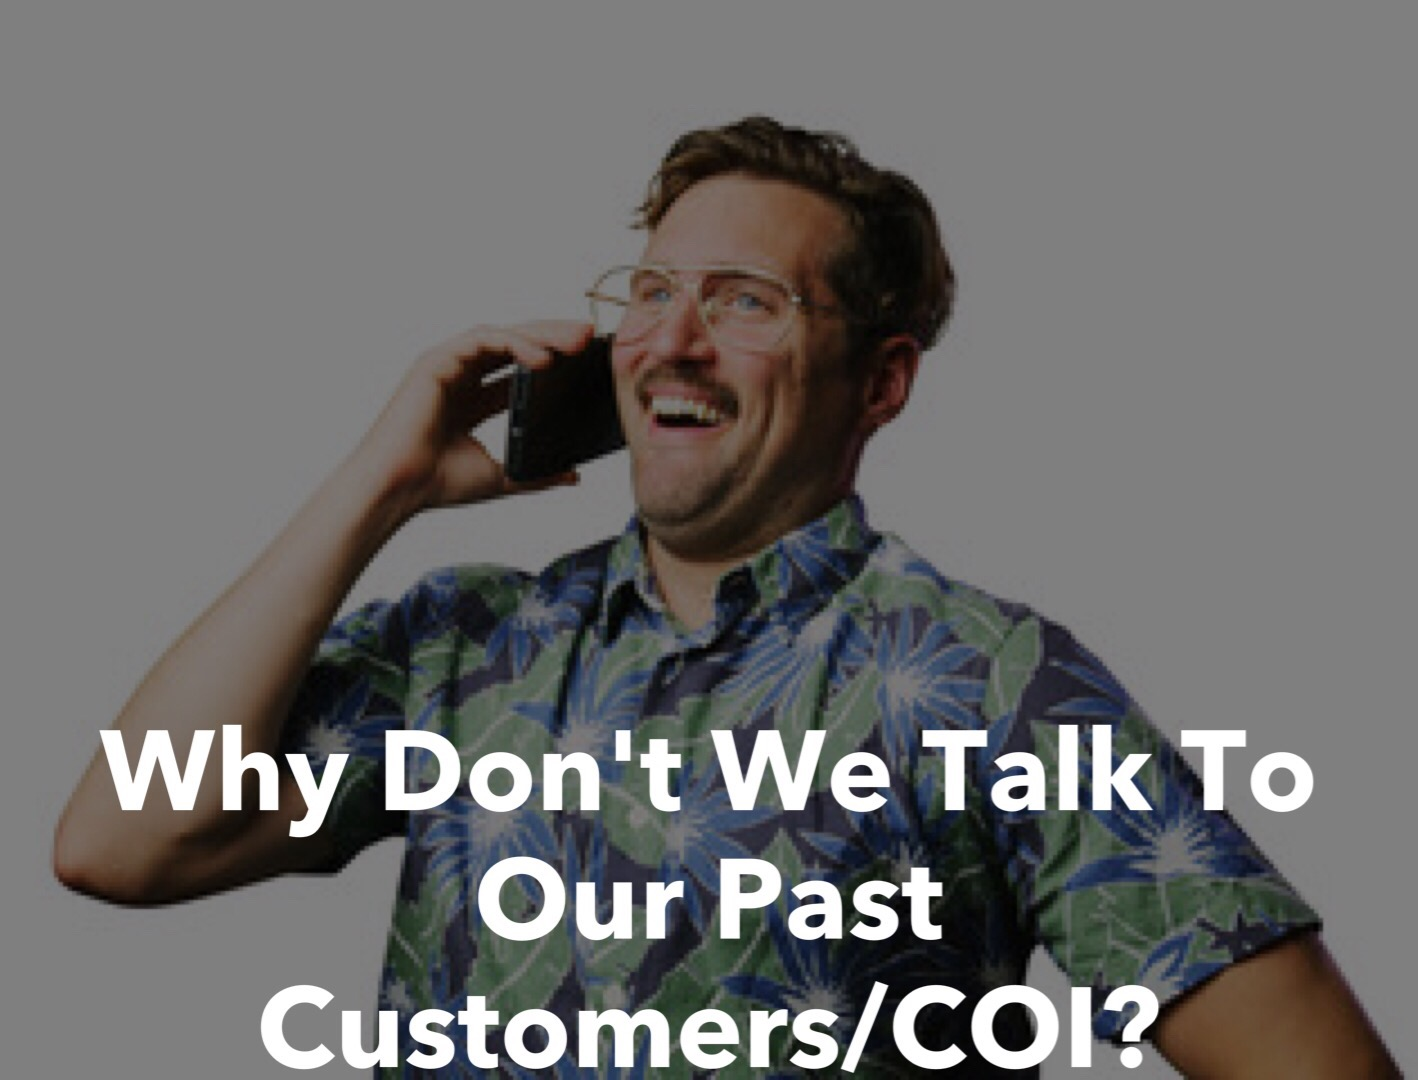 Why Don't We Talk To
Our Past
Customers/COI?